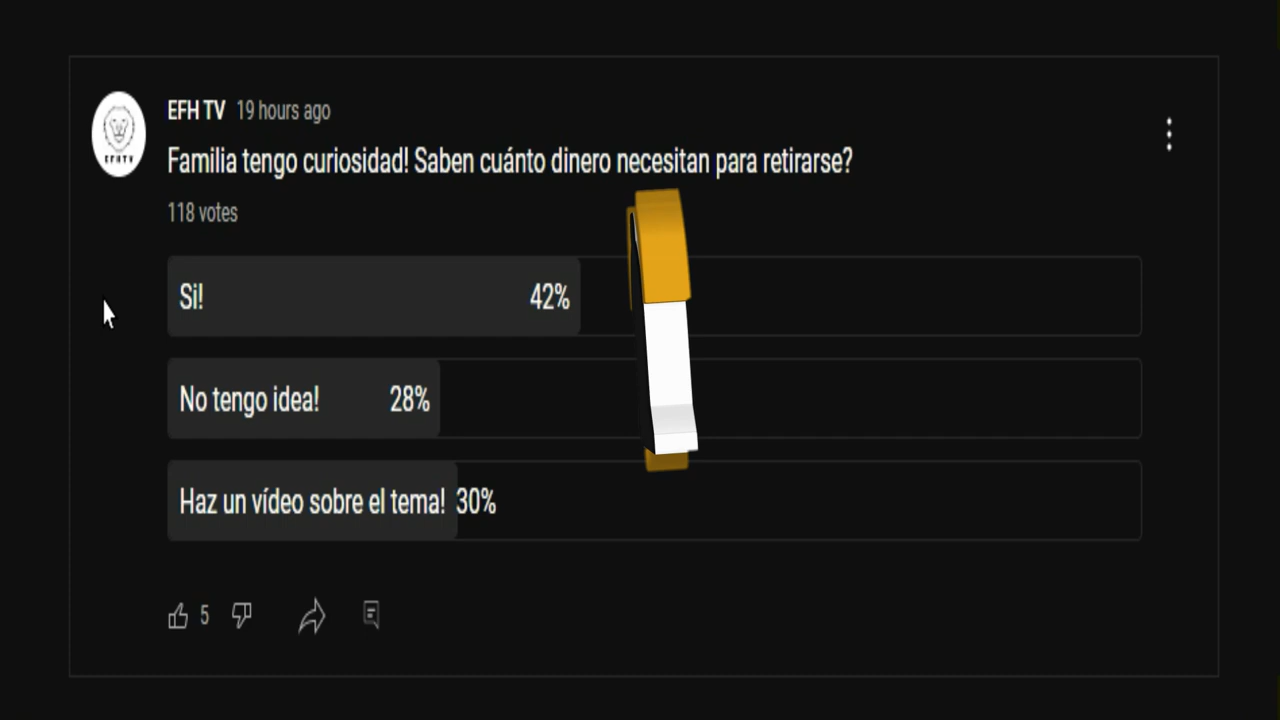 EFH TV 19 hours ago
Familia tengo curiosidad! Saben cuánto dinero necesitan para retirarse?
118 votes
Si! 42%
No tengo idea! 28%
Haz un vídeo sobre el tema! 30%
5
EFHTV